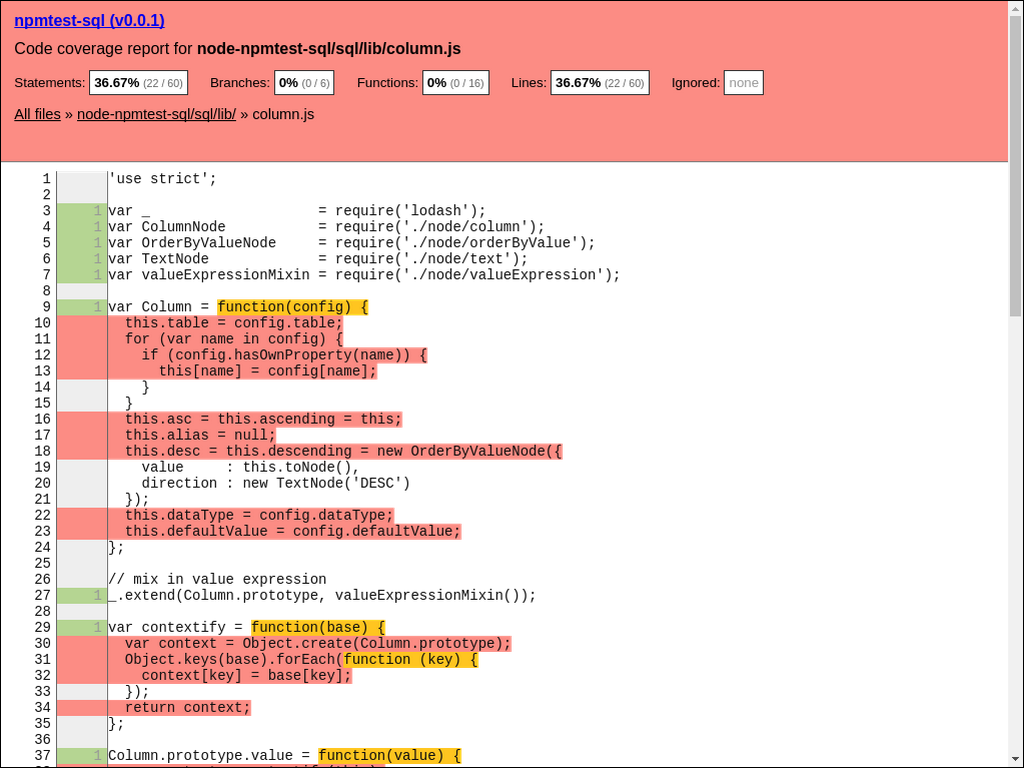 npmtest-sql (v0.0.1)
Code coverage report for node-npmtest-sql/sql/lib/column.js
Statements: 36.67% (22 / 60) Branches: 0% (0 / 6) Functions: 0% (0 / 16) Lines: 36.67% (22 / 60) Ignored: none
All files » node-npmtest-sql/sql/lib/ » column.js
1 'use strict';
2
3 1 var _                    = require('lodash');
4 1 var ColumnNode           = require('./node/column');
5 1 var OrderByValueNode     = require('./node/orderByValue');
6 1 var TextNode             = require('./node/text');
7 1 var valueExpressionMixin = require('./node/valueExpression');
8
9 1 var Column = function(config) {
10   this.table = config.table;
11   for (var name in config) {
12     if (config.hasOwnProperty(name)) {
13       this[name] = config[name];
14     }
15   }
16   this.asc = this.ascending = this;
17   this.alias = null;
18   this.desc = this.descending = new OrderByValueNode({
19     value     : this.toNode(),
20     direction : new TextNode('DESC')
21   });
22   this.dataType = config.dataType;
23   this.defaultValue = config.defaultValue;
24 };
25
26 // mix in value expression
27 1 _.extend(Column.prototype, valueExpressionMixin());
28
29 1 var contextify = function(base) {
30   var context = Object.create(Column.prototype);
31   Object.keys(base).forEach(function (key) {
32     context[key] = base[key];
33   });
34   return context;
35 };
36
37 1 Column.prototype.value = function(value) {